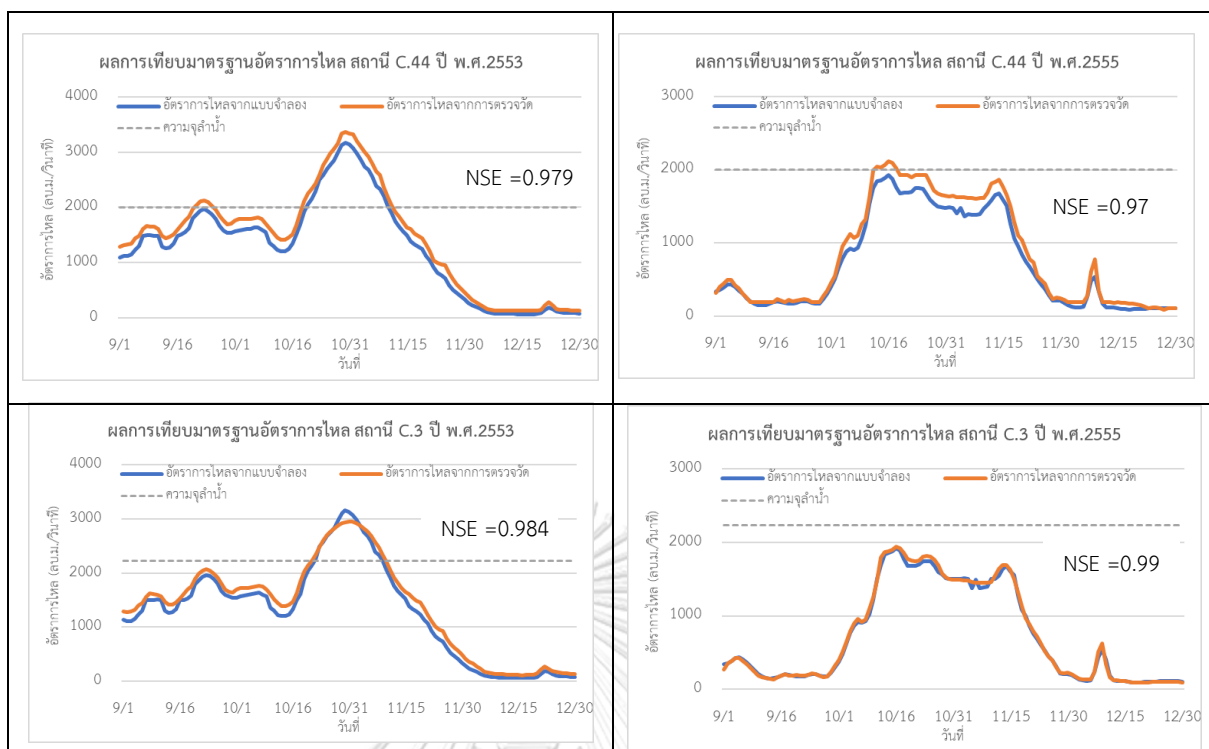 ผลการเทียบมาตรฐานอัตราการไหล สถานี C.44 ปี พ.ศ.2553
อัตราการไหลจากแบบจำลอง
อัตราการไหลจากการตรวจวัด
ความจุลำน้ำ
อัตราการไหล (ลบ.ม./วินาที)
4000
3000
2000
1000
0
NSE =0.979
9/1 9/16 10/1 10/16 10/31 11/15 11/30 12/15 12/30
วันที่
ผลการเทียบมาตรฐานอัตราการไหล สถานี C.44 ปี พ.ศ.2555
อัตราการไหลจากแบบจำลอง
อัตราการไหลจากการตรวจวัด
ความจุลำน้ำ
อัตราการไหล (ลบ.ม./วินาที)
3000
2000
1000
0
NSE =0.97
9/1 9/16 10/1 10/16 10/31 11/15 11/30 12/15 12/30
วันที่
ผลการเทียบมาตรฐานอัตราการไหล สถานี C.3 ปี พ.ศ.2553
อัตราการไหลจากแบบจำลอง
อัตราการไหลจากการตรวจวัด
ความจุลำน้ำ
อัตราการไหล (ลบ.ม./วินาที)
4000
3000
2000
1000
0
NSE =0.984
9/1 9/16 10/1 10/16 10/31 11/15 11/30 12/15 12/30
วันที่
ผลการเทียบมาตรฐานอัตราการไหล สถานี C.3 ปี พ.ศ.2555
อัตราการไหลจากแบบจำลอง
อัตราการไหลจากการตรวจวัด
ความจุลำน้ำ
อัตราการไหล (ลบ.ม./วินาที)
3000
2000
1000
0
NSE =0.99
9/1 9/16 10/1 10/16 10/31 11/15 11/30 12/15 12/30
วันที่